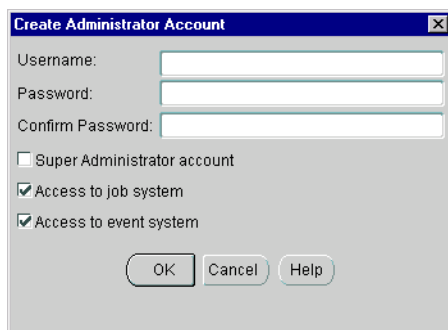 Create Administrator Account
Username:
Password:
Confirm Password:
Super Administrator account
Access to job system
Access to event system
OK Cancel Help